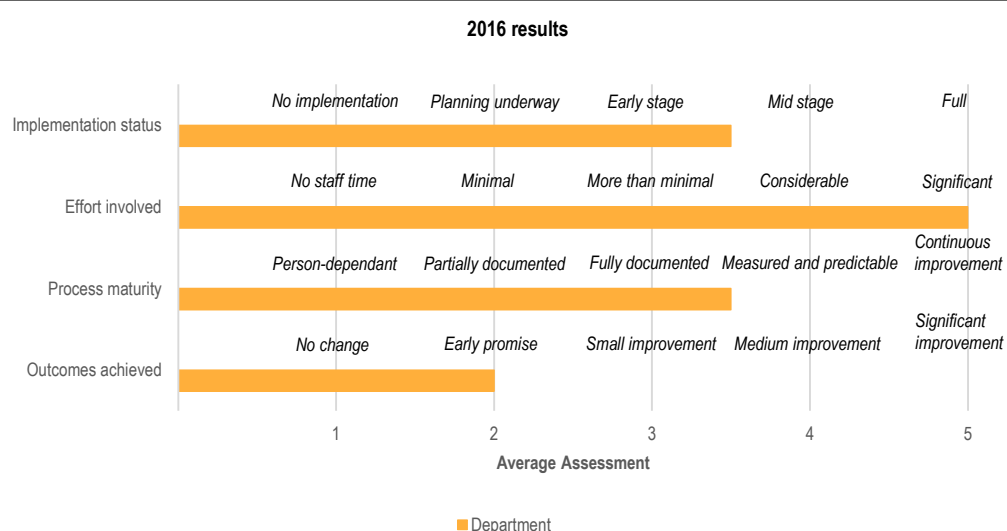 2016 results
No implementation Planning underway Early stage Mid stage Full
Implementation status
No staff time Minimal More than minimal Considerable Significant
Effort involved
Continuous
improvement
Person-dependant Partially documented Fully documented Measured and predictable
Process maturity
Significant
improvement
No change Early promise Small improvement Medium improvement
Outcomes achieved
1 2 3 4 5
Average Assessment
Department